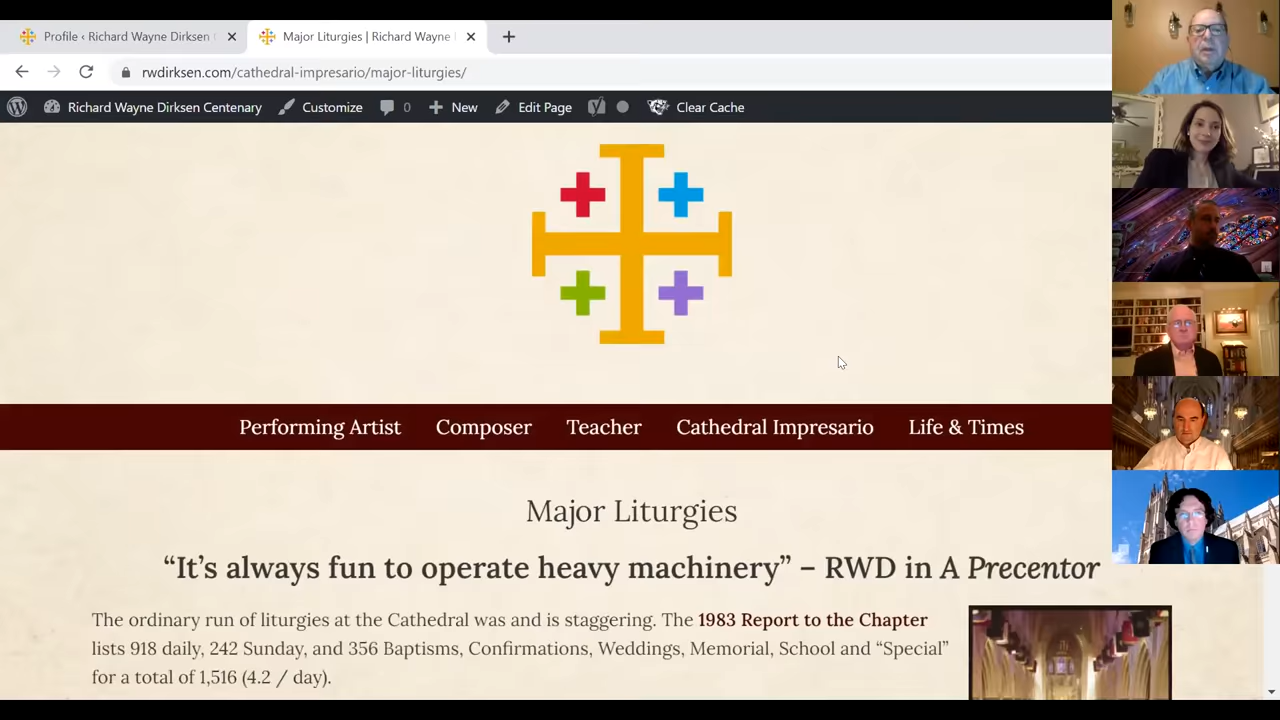 Profile ‹ Richard Wayne Dirksen
Major Liturgies | Richard Wayne
rwdirksen.com/cathedral-impresario/major-liturgies/
Richard Wayne Dirksen Centenary Customize 0 New Edit Page Clear Cache
Performing Artist Composer Teacher Cathedral Impresario Life & Times
Major Liturgies
“It’s always fun to operate heavy machinery” – RWD in A Precentor
The ordinary run of liturgies at the Cathedral was and is staggering. The 1983 Report to the Chapter
lists 918 daily, 242 Sunday, and 356 Baptisms, Confirmations, Weddings, Memorial, School and “Special”
for a total of 1,516 (4.2 / day).